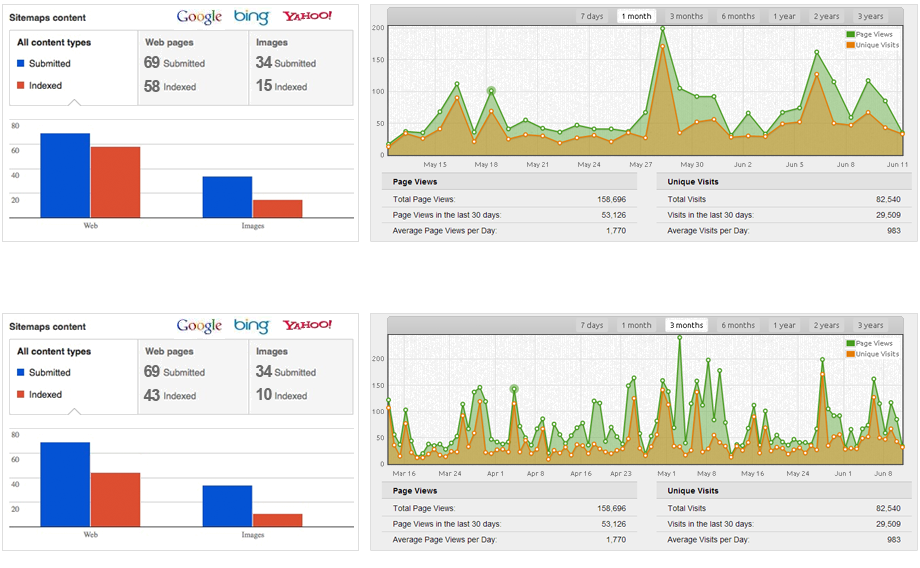 Sitemaps content Google bing YAHOO!
All content types Web pages Images
Submitted 69 Submitted 34 Submitted
Indexed 58 Indexed 15 Indexed
80
60
40
20
Web Images
7 days 1 month 3 months 6 months 1 year 2 years 3 years
Page Views
Unique Visits
200
150
100
50
0
May 15 May 18 May 21 May 24 May 27 May 30 Jun 2 Jun 5 Jun 8 Jun 11
Page Views Unique Visits
Total Page Views: 158,696 Total Visits 82,540
Page Views in the last 30 days: 53,126 Visits in the last 30 days: 29,509
Average Page Views per Day: 1,770 Average Visits per Day: 983
Sitemaps content Google bing YAHOO!
All content types Web pages Images
Submitted 69 Submitted 34 Submitted
Indexed 43 Indexed 10 Indexed
80
60
40
20
Web Images
7 days 1 month 3 months 6 months 1 year 2 years 3 years
Page Views
Unique Visits
200
150
100
50
0
Mar 16 Mar 24 Apr 1 Apr 8 Apr 16 Apr 23 May 1 May 8 May 16 May 24 Jun 1 Jun 8
Page Views Unique Visits
Total Page Views: 158,696 Total Visits 82,540
Page Views in the last 30 days: 53,126 Visits in the last 30 days: 29,509
Average Page Views per Day: 1,770 Average Visits per Day: 983